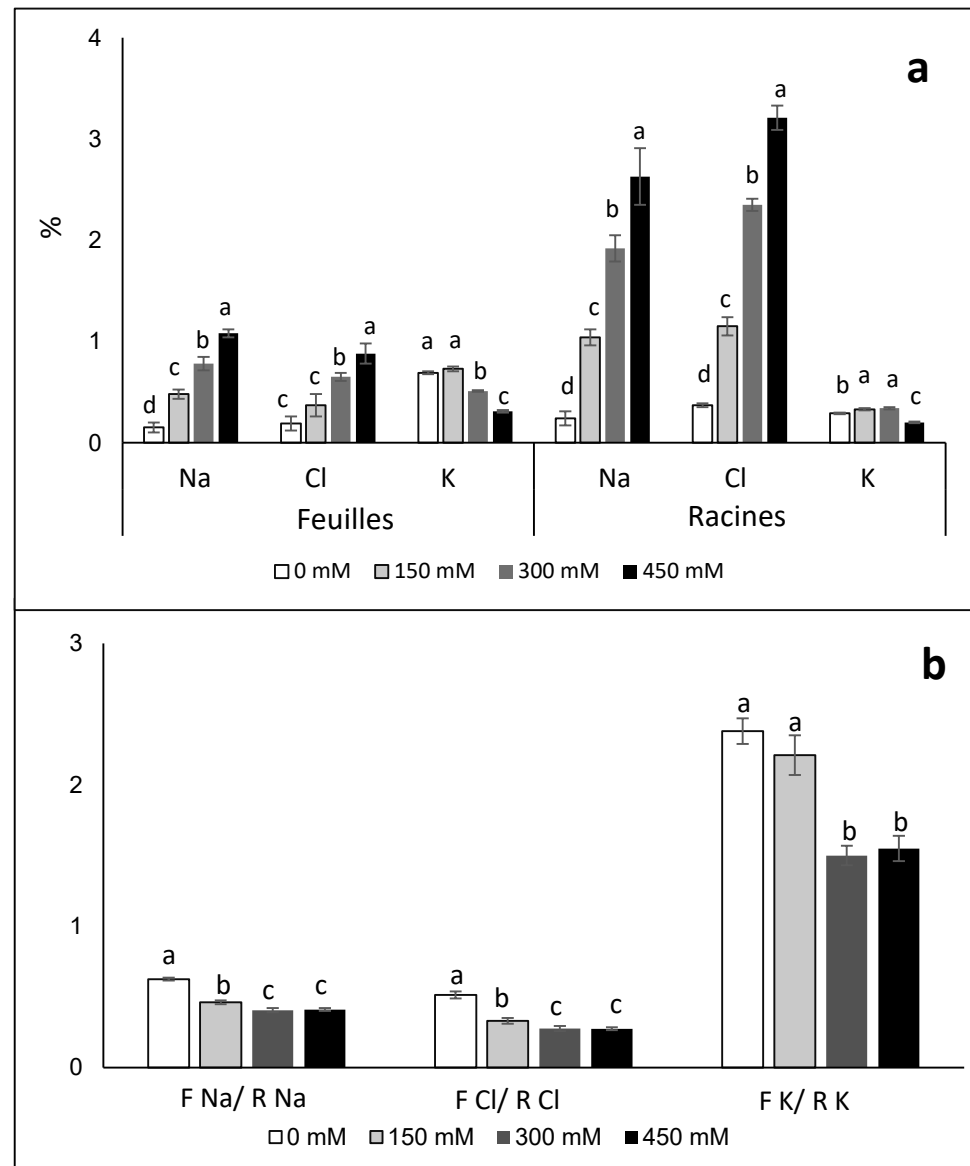 a
4
3
2
1
0
%
d c b a
c c b a
a a b c
d c b a
d c b a
b a a c
Na Cl K Na Cl K
Feuilles Racines
0 mM 150 mM 300 mM 450 mM
b
3
2
1
0
a b c c
a b c c
a a b b
F Na/ R Na F Cl/ R Cl F K/ R K
0 mM 150 mM 300 mM 450 mM